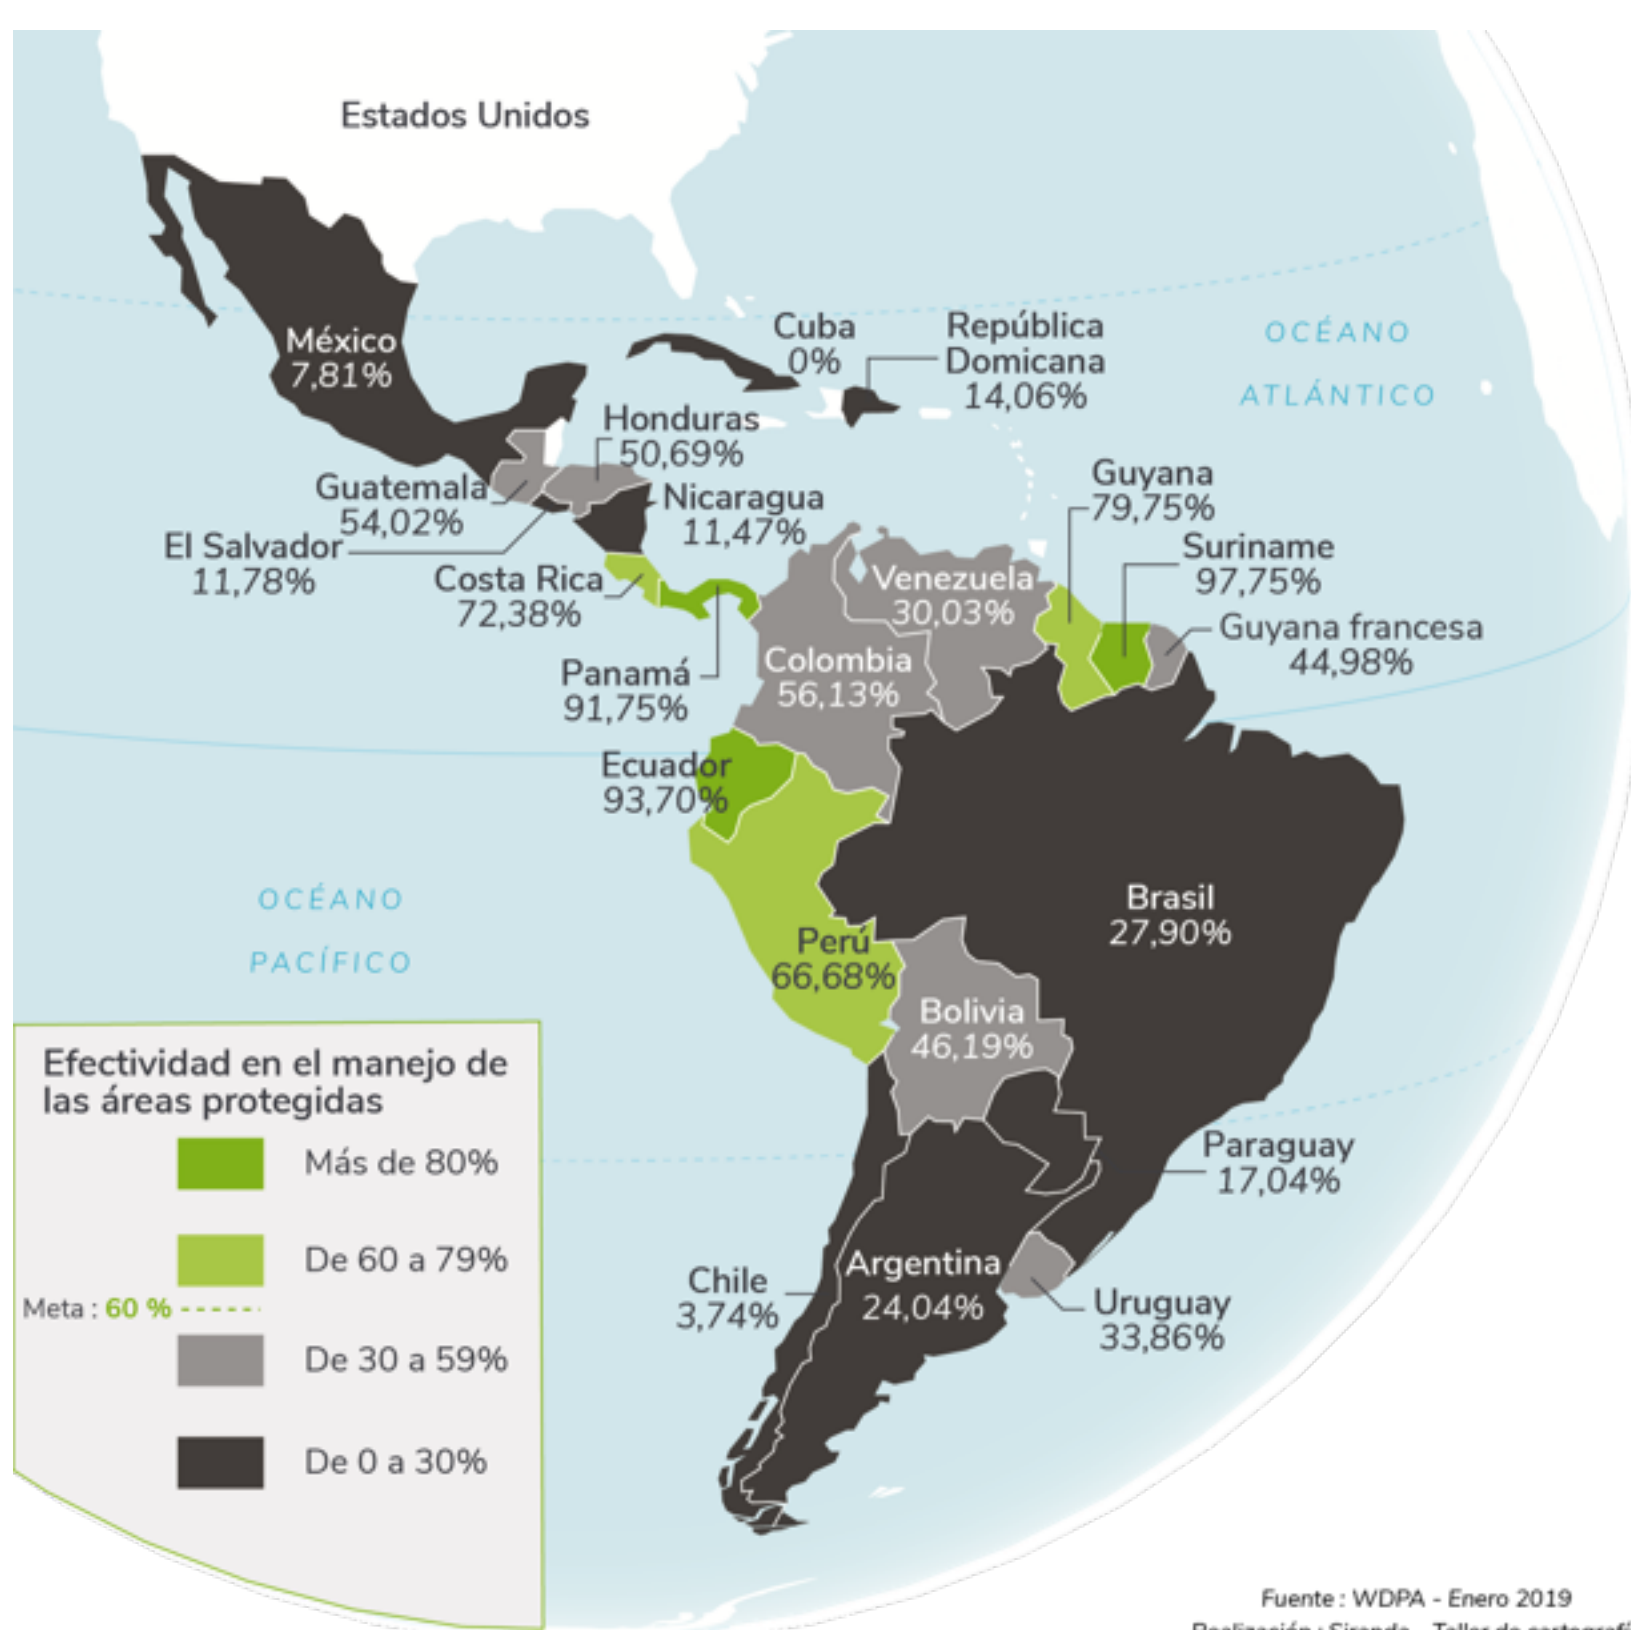 Estados Unidos
México
7,81%
Cuba
0%
República
Domicana
14,06%
OCÉANO
ATLÁNTICO
Honduras
50,69%
Guatemala
54,02%
Nicaragua
11,47%
El Salvador
11,78%
Costa Rica
72,38%
Panamá
91,75%
Guyana
79,75%
Suriname
97,75%
Guyana francesa
44,98%
Venezuela
30,03%
Colombia
56,13%
Ecuador
93,70%
OCÉANO
PACÍFICO
Perú
66,68%
Brasil
27,90%
Bolivia
46,19%
Paraguay
17,04%
Chile
3,74%
Argentina
24,04%
Uruguay
33,86%
Efectividad en el manejo de
las áreas protegidas
Más de 80%
De 60 a 79%
Meta : 60 %
De 30 a 59%
De 0 a 30%
Fuente : WDPA - Enero 2019